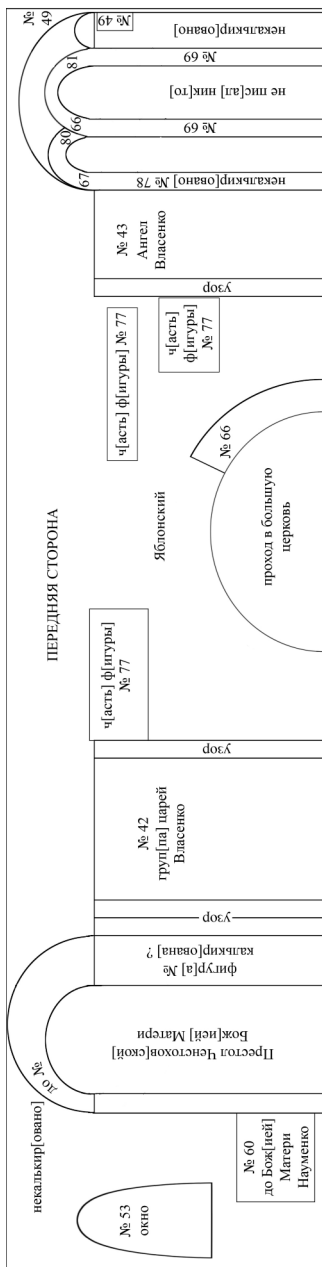 ПЕРЕДНЯЯ СТОРОНА
некалькир[овано]
№ 53
окно
№ 60
до Бож[ией]
Матери
Науменко
до №
Престол Ченстохов[ской]
Бож[ией] Матери
фигур[а] №
калькир[ована] ?
узор
№ 42
груп[па] царей
Власенко
узор
ч[асть] ф[игуры]
№ 77
Яблонский
проход в большую
церковь
№ 66
ч[асть] ф[игуры] № 77
ч[асть]
ф[игуры]
№ 77
узор
№ 43
Ангел
Власенко
67
некалькир[овано] № 78
80
66
№ 69
не пис[ал] ник[то]
81
№ 69
№
49
№ 49
некалькир[овано]